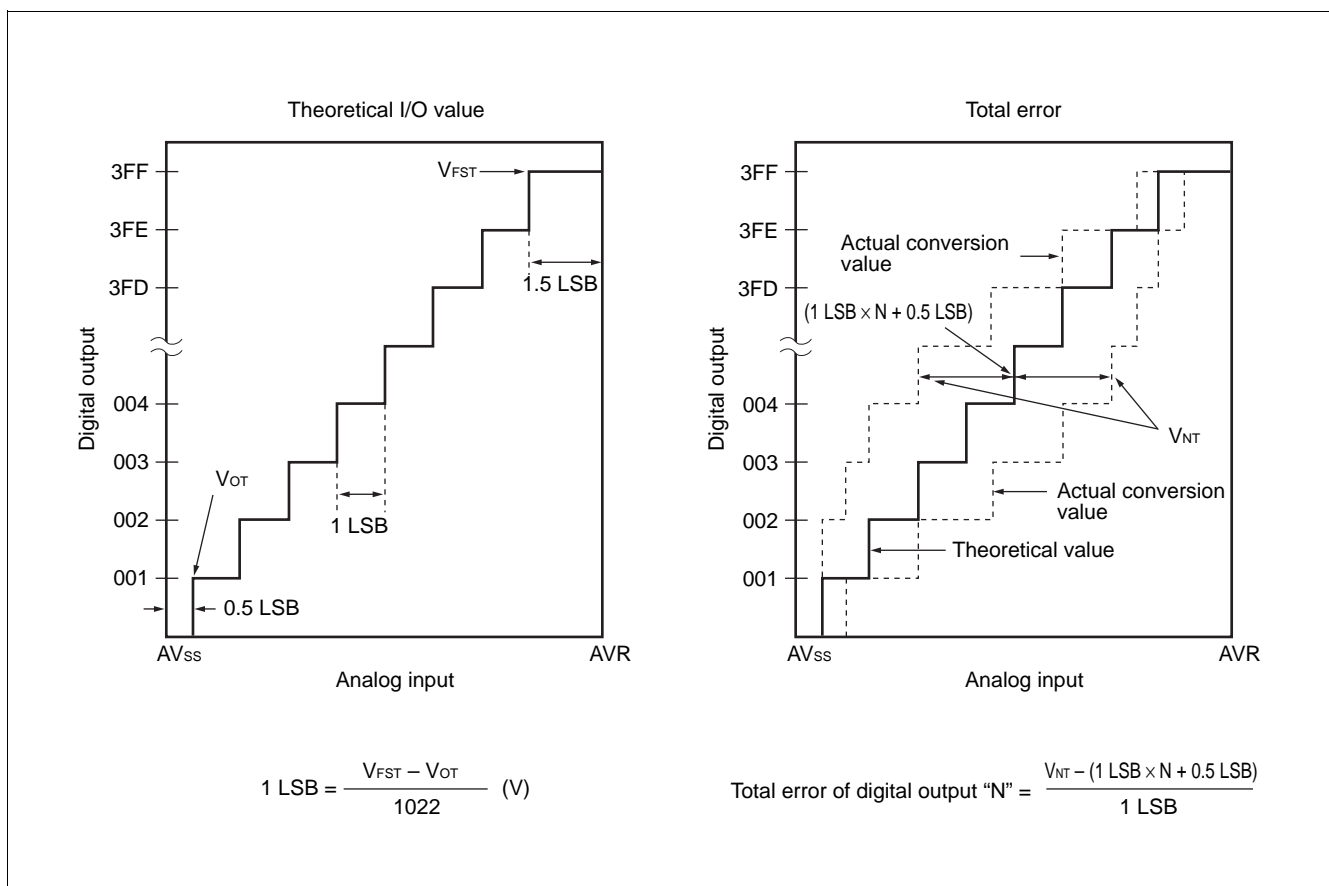 Theoretical I/O value
3FF
3FE
3FD
004
003
002
001
Digital output
VFST
1.5 LSB
VOT
1 LSB
0.5 LSB
AVss
AVR
Analog input
1 LSB = VFST – VOT / 1022 (V)
Total error
3FF
3FE
3FD
004
003
002
001
Digital output
Actual conversion
value
(1 LSB × N + 0.5 LSB)
VNT
Actual conversion
value
Theoretical value
AVss
AVR
Analog input
Total error of digital output “N” = VNT – (1 LSB × N + 0.5 LSB) / 1 LSB